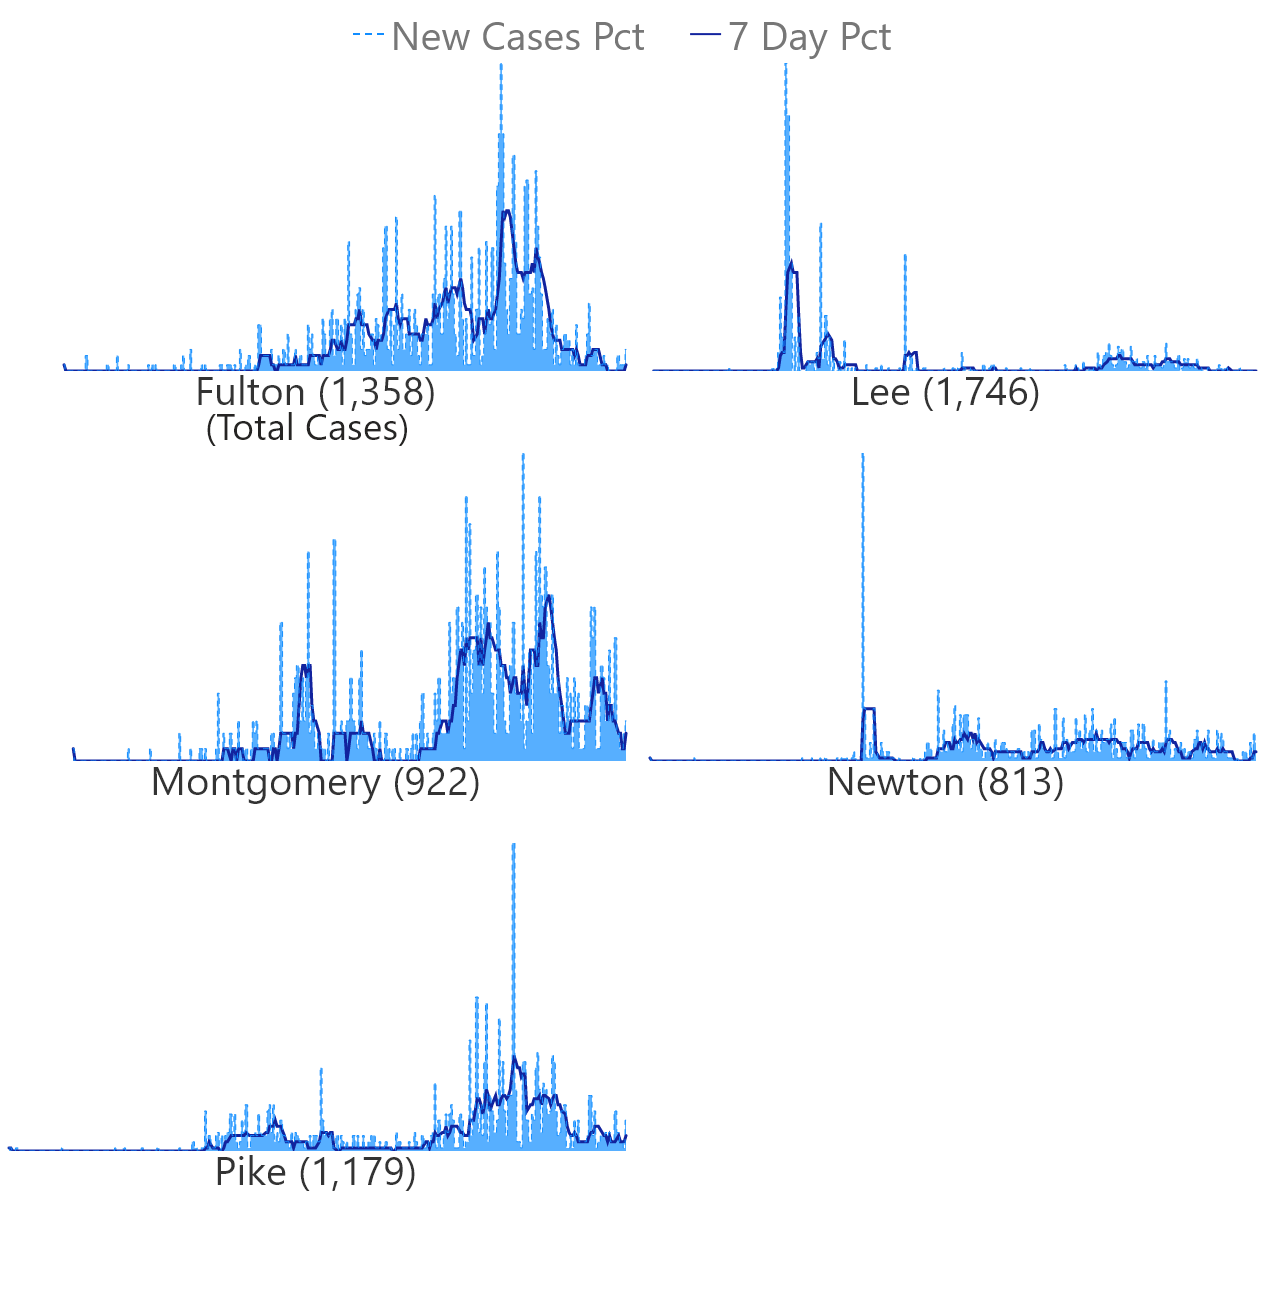 New Cases Pct 7 Day Pct
Fulton (1,358) Lee (1,746)
(Total Cases)
Montgomery (922) Newton (813)
Pike (1,179)